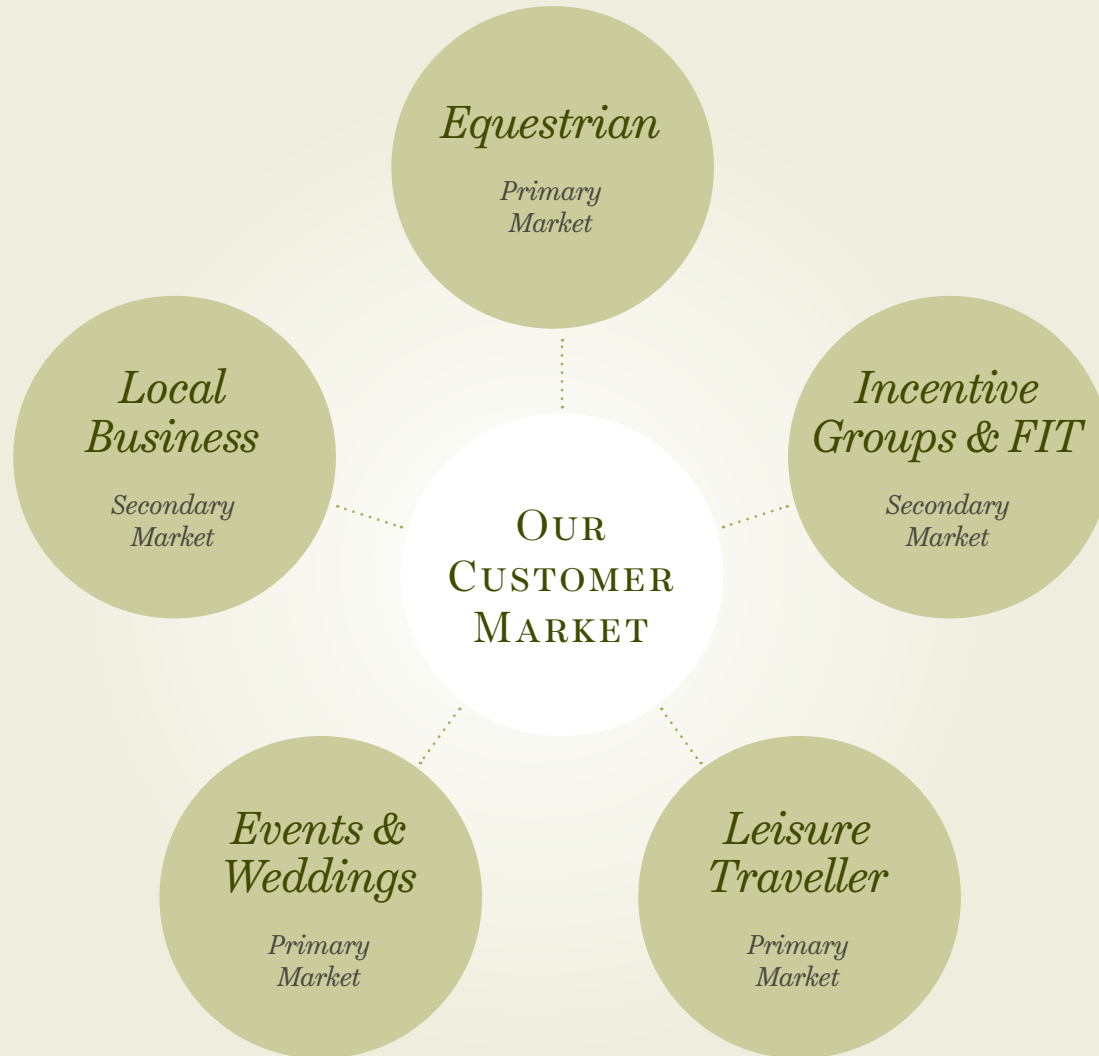 Equestrian
Primary
Market
Local
Business
Secondary
Market
Incentive
Groups & FIT
Secondary
Market
OUR
CUSTOMER
MARKET
Events &
Weddings
Primary
Market
Leisure
Traveller
Primary
Market